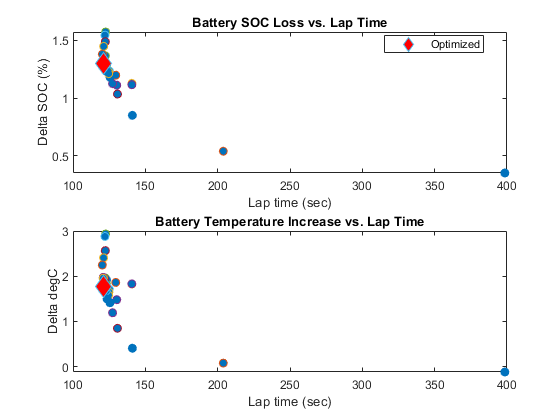 Battery SOC Loss vs. Lap Time
Optimized
Delta SOC (%)
1.5
1
0.5
100 150 200 250 300 350 400
Lap time (sec)
Battery Temperature Increase vs. Lap Time
Delta degC
3
2
1
0
100 150 200 250 300 350 400
Lap time (sec)